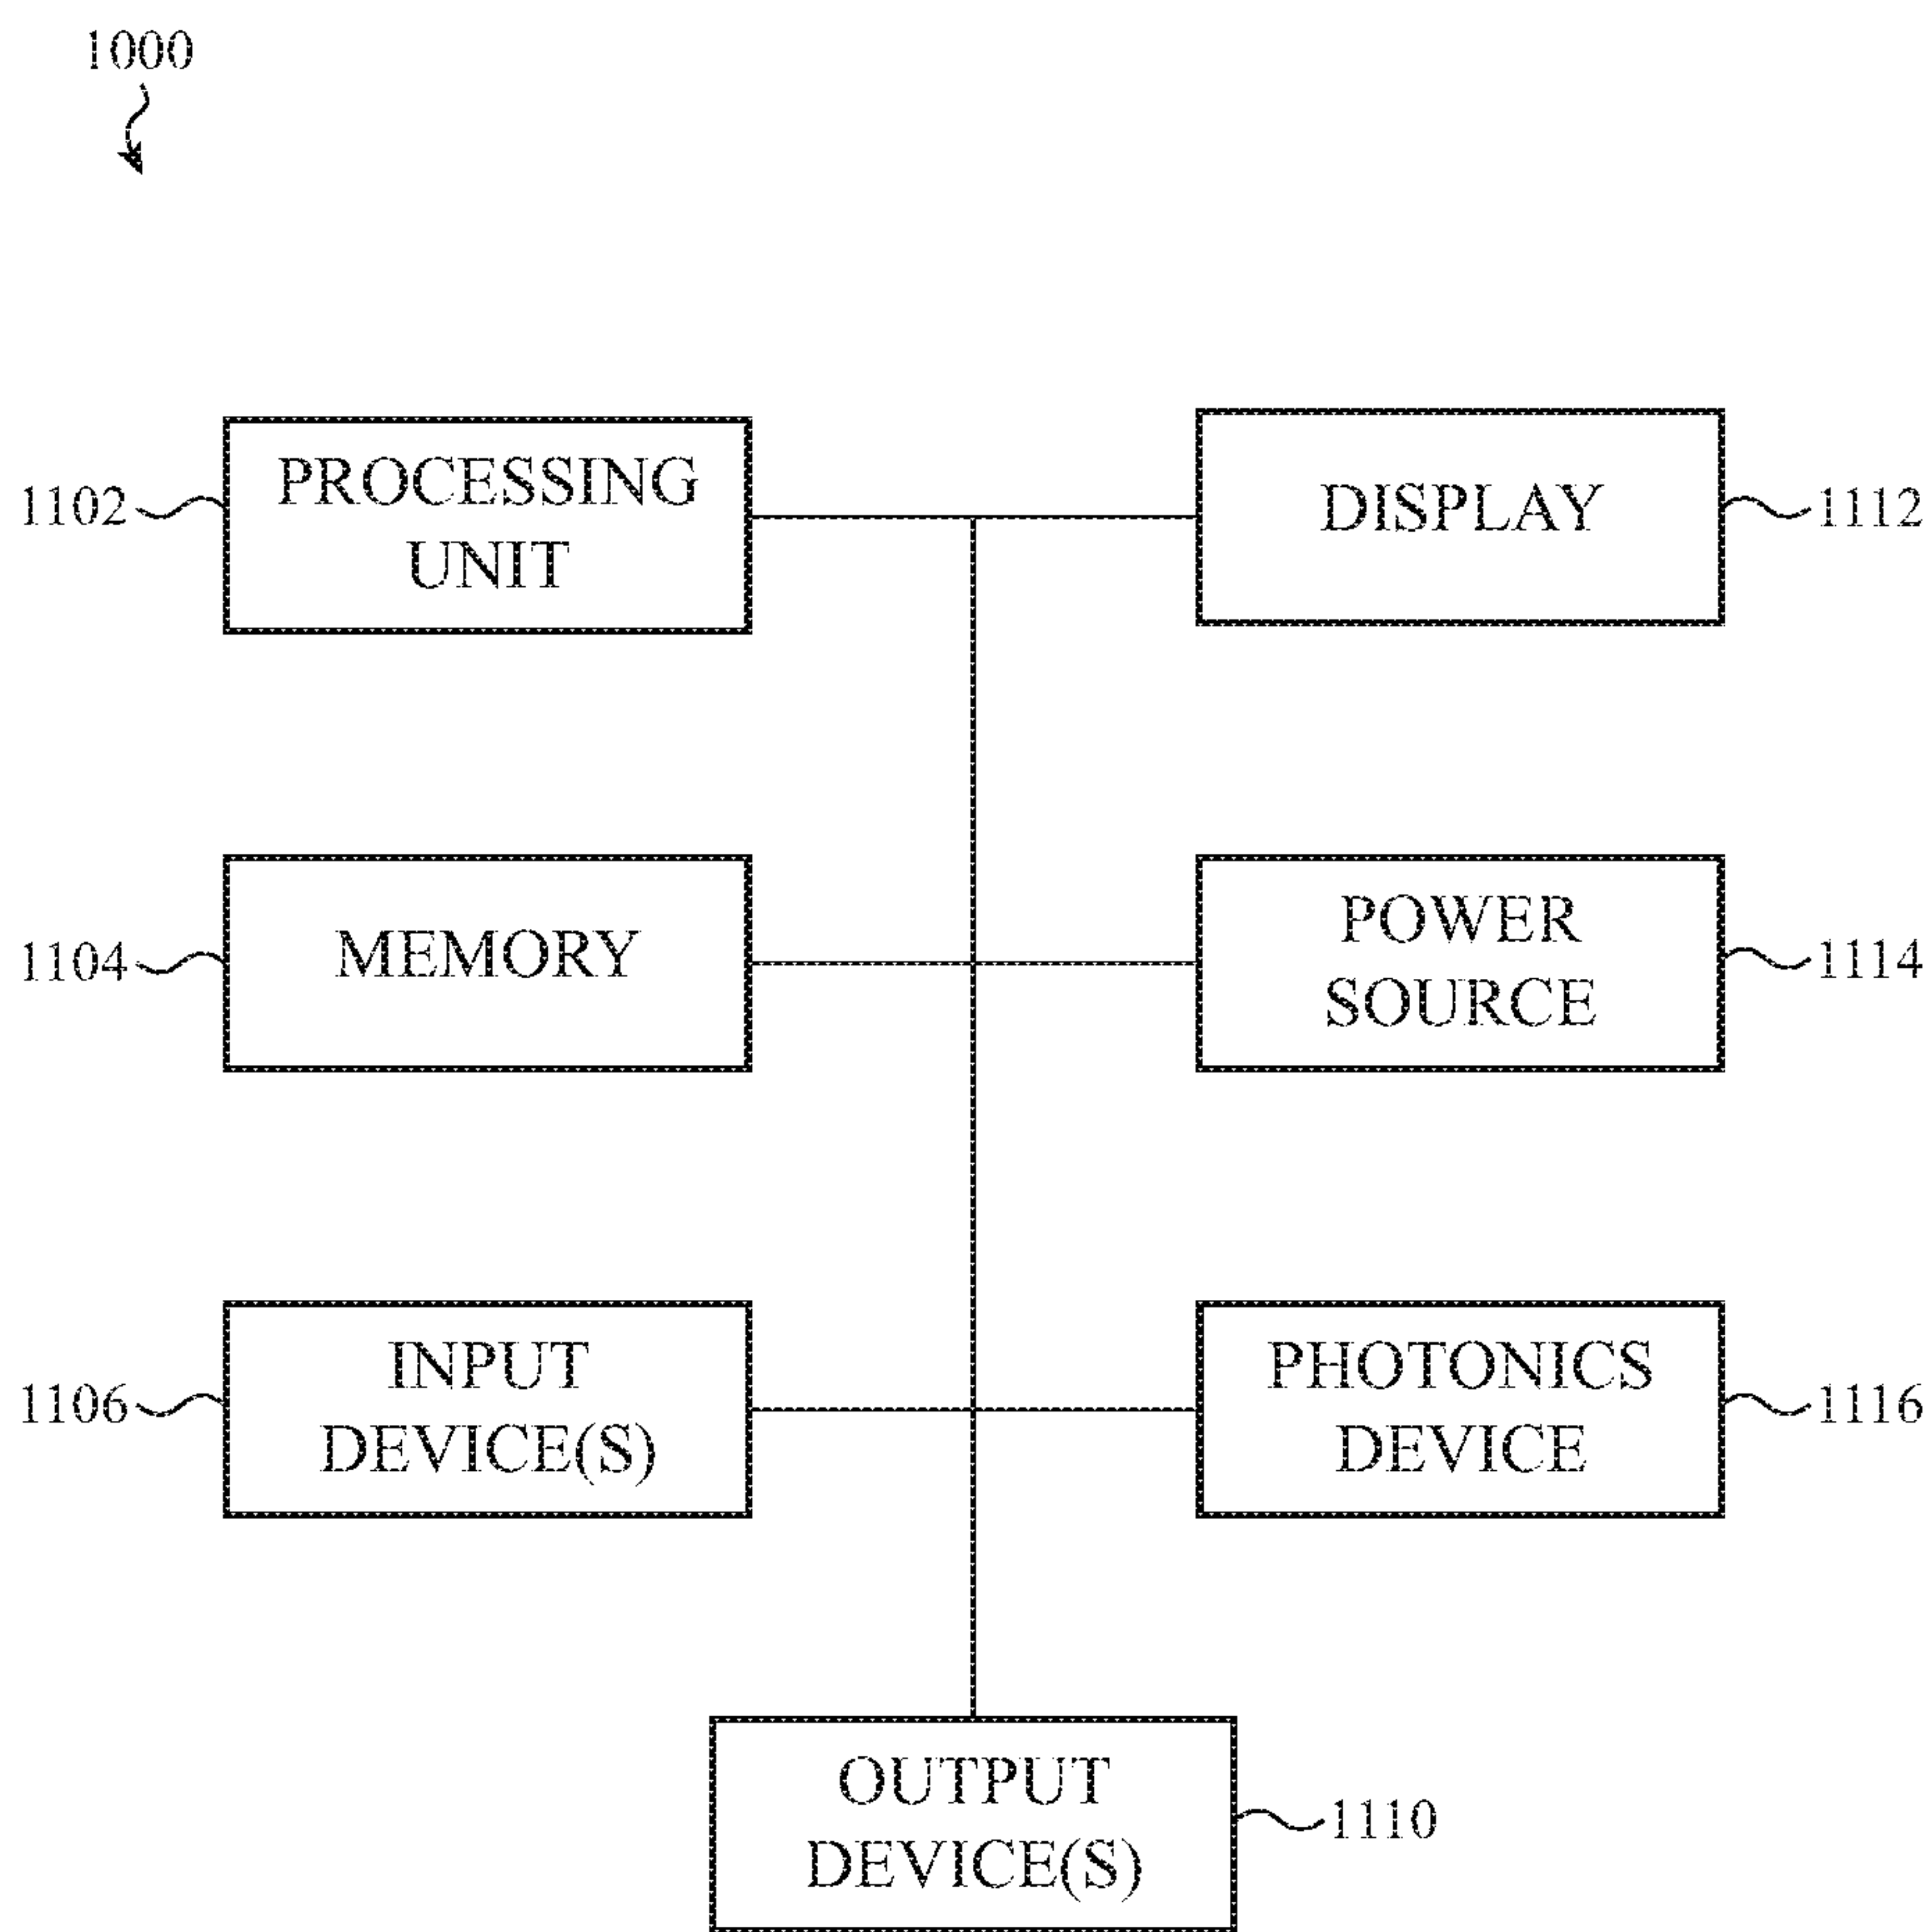 1000
1102
PROCESSING
UNIT
DISPLAY
1112
1104
MEMORY
POWER
SOURCE
1114
1106
INPUT
DEVICE(S)
PHOTONICS
DEVICE
1116
OUTPUT
DEVICE(S)
1110